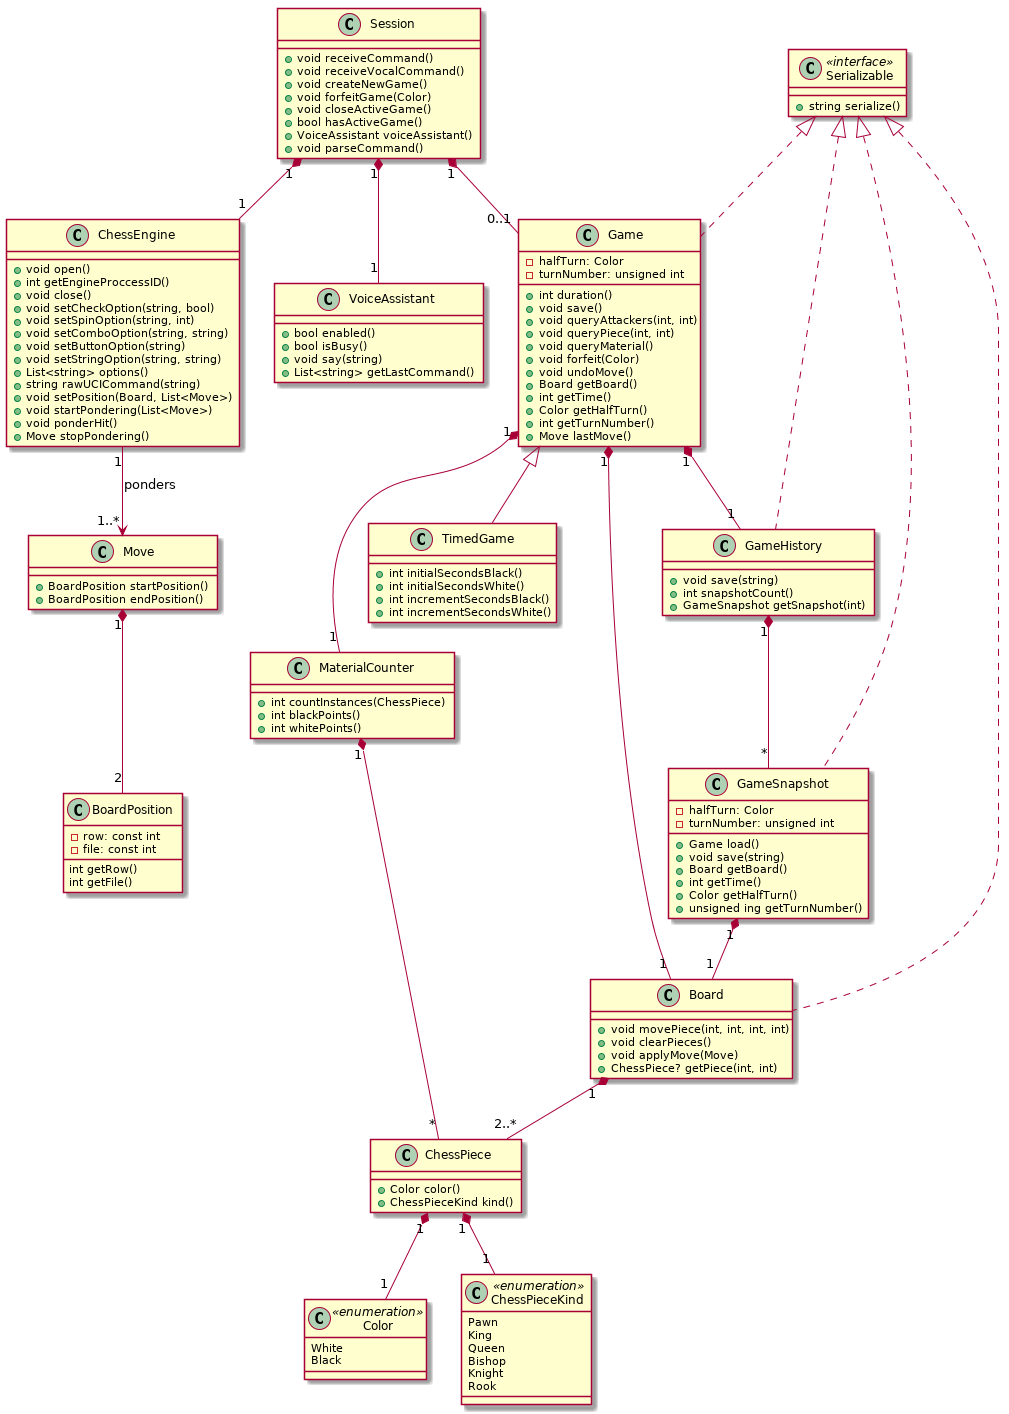 C Session
void receiveCommand()
void receiveVocalCommand()
void createNewGame()
void forfeitGame(Color)
void closeActiveGame()
bool hasActiveGame()
VoiceAssistant voiceAssistant()
void parseCommand()
C «interface»
Serializable
string serialize()
1
1
1
1
1
0..1
C ChessEngine
void open()
int getEngineProccessID()
void close()
void setCheckOption(string, bool)
void setSpinOption(string, int)
void setComboOption(string, string)
void setButtonOption(string)
void setStringOption(string, string)
List<string> options()
string rawUCICommand(string)
void setPosition(Board, List<Move>)
void startPondering(List<Move>)
void ponderHit()
Move stopPondering()
C VoiceAssistant
bool enabled()
bool isBusy()
void say(string)
List<string> getLastCommand()
C Game
halfTurn: Color
turnNumber: unsigned int
int duration()
void save()
void queryAttackers(int, int)
void queryPiece(int, int)
void queryMaterial()
void forfeit(Color)
void undoMove()
Board getBoard()
int getTime()
Color getHalfTurn()
int getTurnNumber()
Move lastMove()
1
1
1
1
ponders
1..*
1
C Move
BoardPosition startPosition()
BoardPosition endPosition()
C TimedGame
int initialSecondsBlack()
int initialSecondsWhite()
int incrementSecondsBlack()
int incrementSecondsWhite()
C GameHistory
void save(string)
int snapshotCount()
GameSnapshot getSnapshot(int)
1
1
1
C MaterialCounter
int countInstances(ChessPiece)
int blackPoints()
int whitePoints()
1
*
2
C BoardPosition
row: const int
file: const int
int getRow()
int getFile()
C GameSnapshot
halfTurn: Color
turnNumber: unsigned int
Game load()
void save(string)
Board getBoard()
int getTime()
Color getHalfTurn()
unsigned ing getTurnNumber()
1
1
1
C Board
void movePiece(int, int, int, int)
void clearPieces()
void applyMove(Move)
ChessPiece? getPiece(int, int)
1
*
2..*
C ChessPiece
Color color()
ChessPieceKind kind()
1
1
1
1
C «enumeration»
Color
White
Black
C «enumeration»
ChessPieceKind
Pawn
King
Queen
Bishop
Knight
Rook